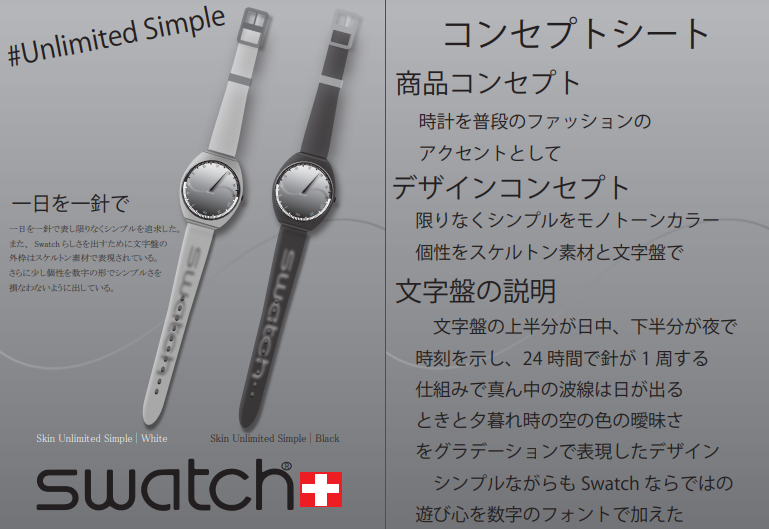 #Unlimited Simple
一日を一針で
一日を一針で表し限りなくシンプルを追求した。
また、Swatchらしさを出すために文字盤の
外枠はスケルトン素材で表現されている。
さらに少し個性を数字の形でシンプルさを
損なわないように出している。
swatch
swatch
Skin Unlimited Simple | White
Skin Unlimited Simple | Black
swatch®
コンセプトシート
商品コンセプト
時計を普段のファッションの
アクセントとして
デザインコンセプト
限りなくシンプルをモノトーンカラー
個性をスケルトン素材と文字盤で
文字盤の説明
文字盤の上半分が日中、下半分が夜で
時刻を示し、24時間で針が1周する
仕組みで真ん中の波線は日が出る
ときと夕暮れ時の空の色の曖昧さ
をグラデーションで表現したデザイン
シンプルながらも Swatch ならではの
遊び心を数字のフォントで加えた